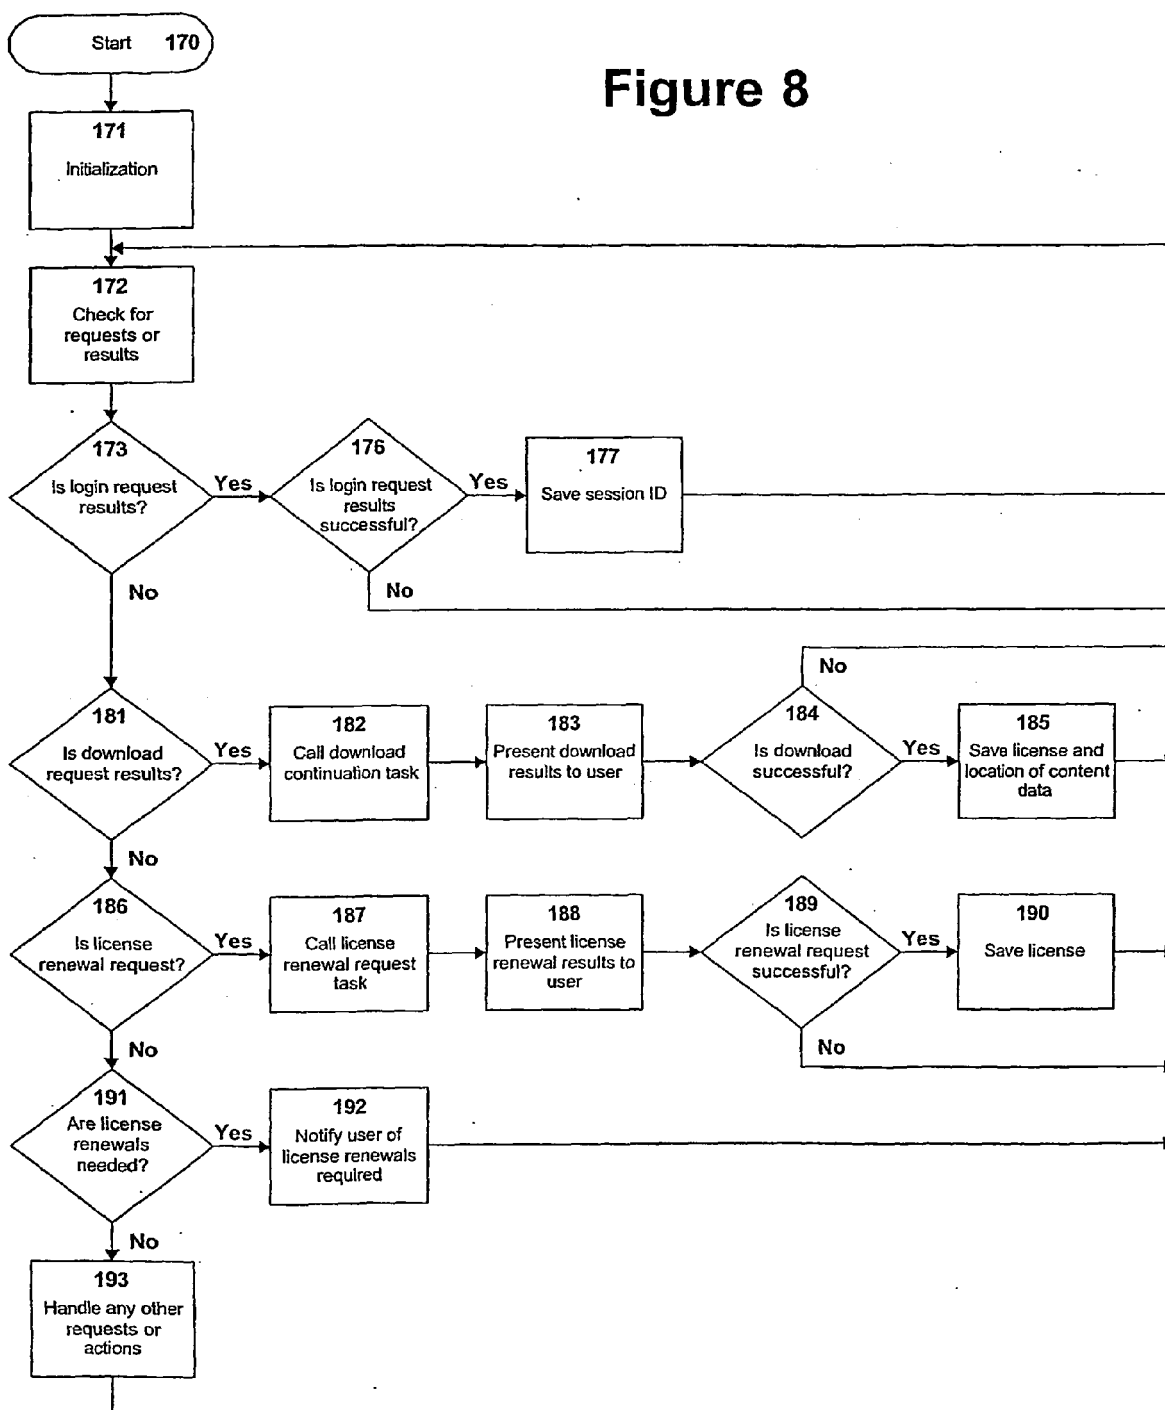 Start 170
Figure 8
171
Initialization
172
Check for
requests or
results
173
Is login request
results?
Yes
176
Is login request
results
successful?
Yes
177
Save session ID
No
No
No
181
Is download
request results?
Yes
182
Call download
continuation task
183
Present download
results to user
184
Is download
successful?
Yes
185
Save license and
location of content
data
No
186
Is license
renewal request?
Yes
187
Call license
renewal request
task
188
Present license
renewal results to
user
189
Is license
renewal request
successful?
Yes
190
Save license
No
No
191
Are license
renewals
needed?
Yes
192
Notify user of
license renewals
required
No
193
Handle any other
requests or
actions